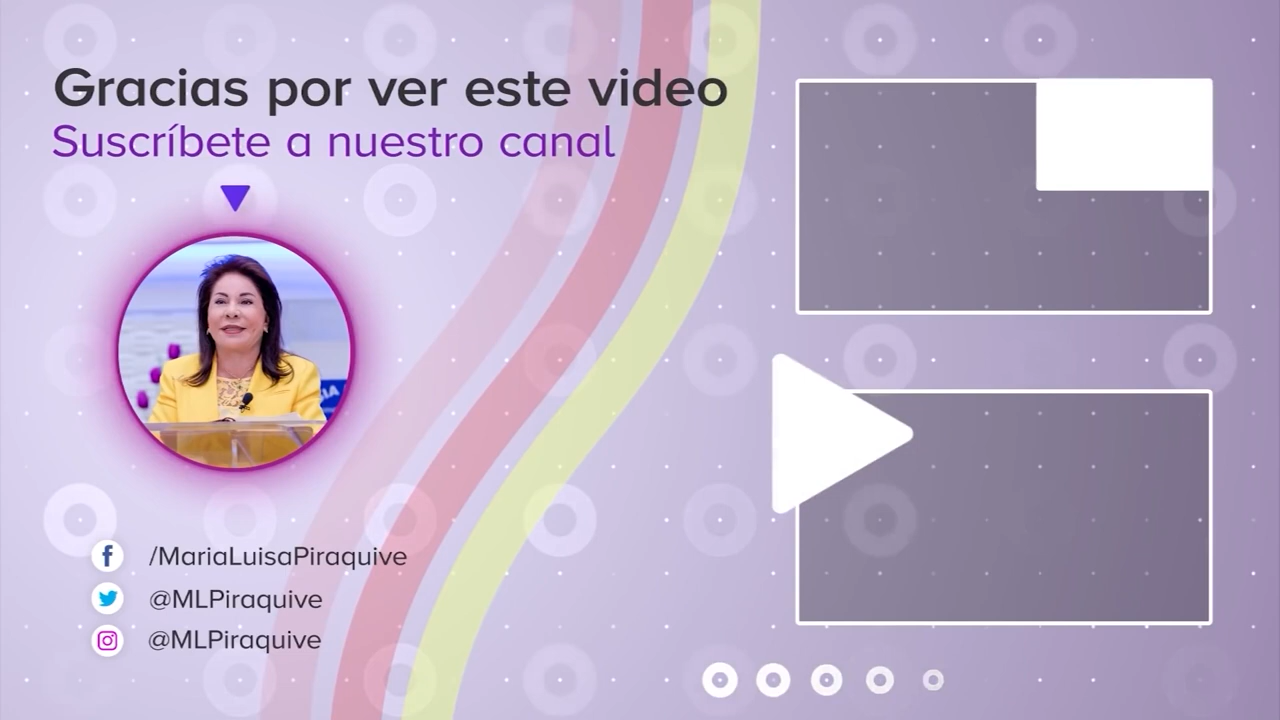 Gracias por ver este video
Suscríbete a nuestro canal
/MariaLuisaPiraquive
@MLPiraquive
@MLPiraquive